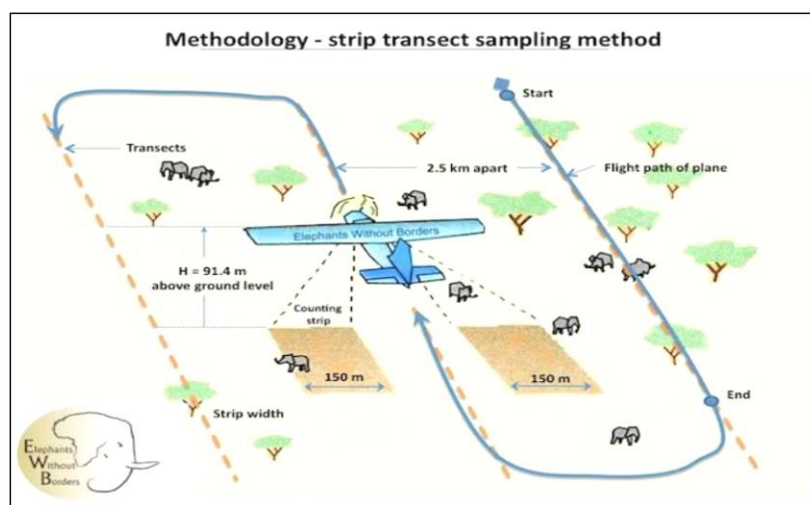 Methodology - strip transect sampling method
Start
Transects
2.5 km apart
Flight path of plane
Elephants Without Borders
H = 91.4 m
above ground level
Counting
strip
150 m
150 m
End
Strip width
Elephants
Without
Borders